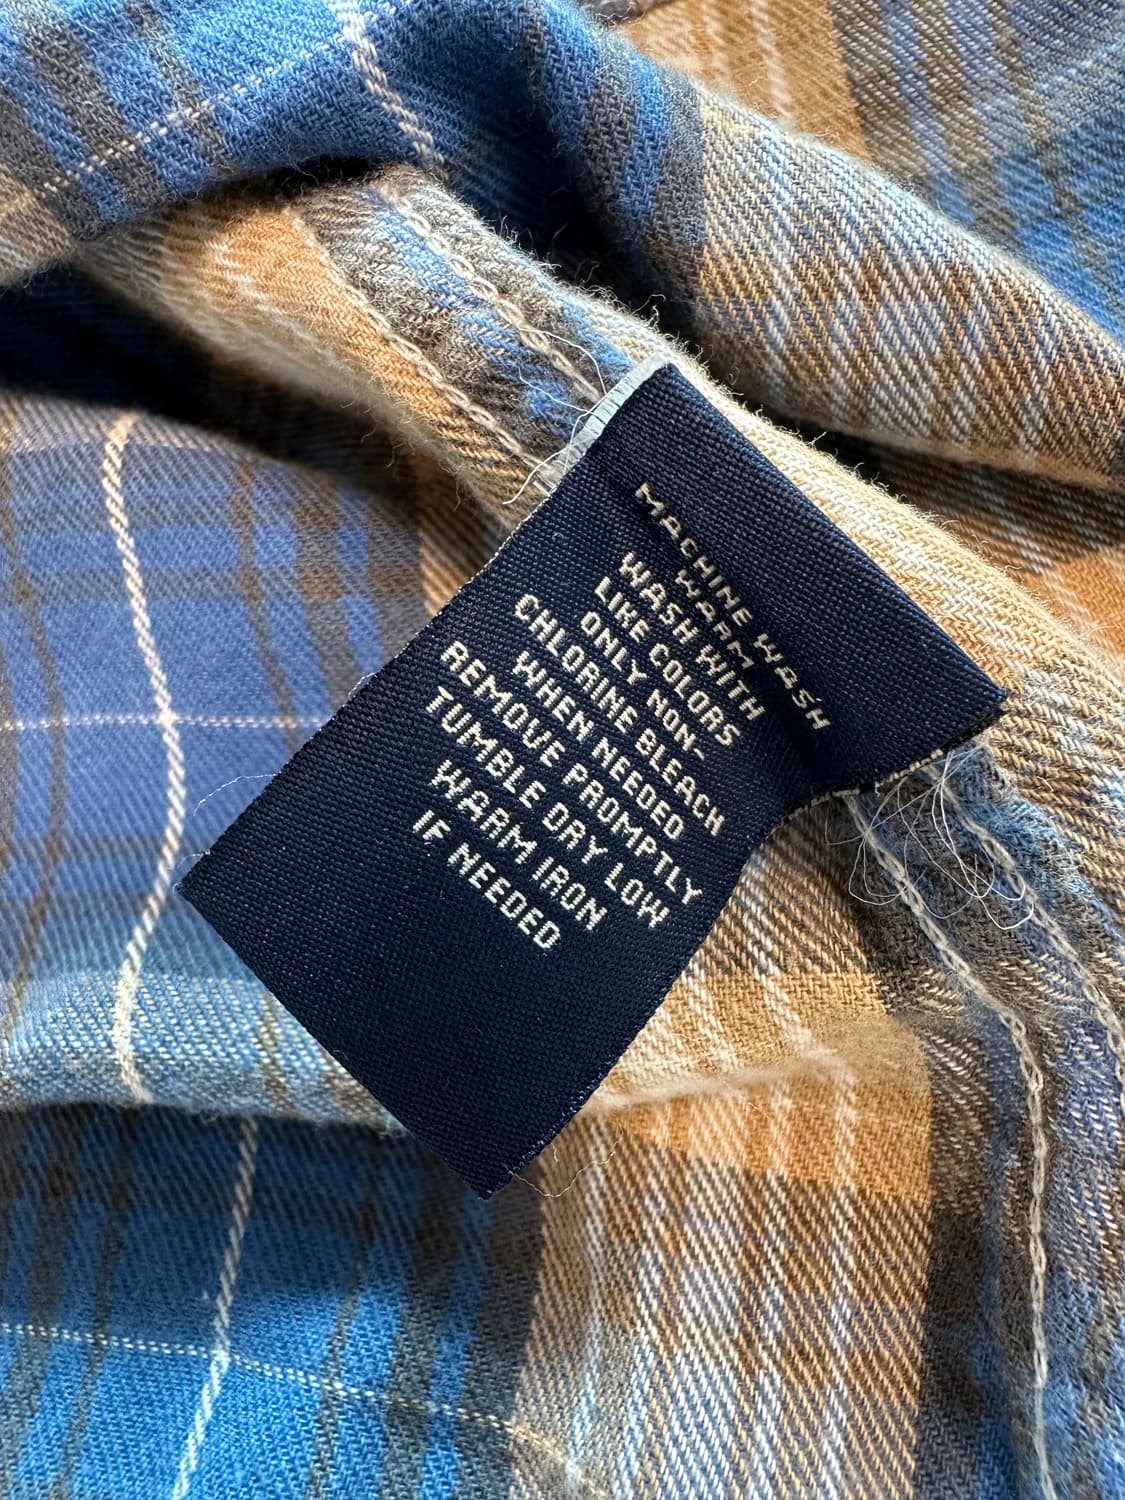 MACHINE WASH
WARM
WASH WITH
LIKE COLORS
ONLY NON-
CHLORINE BLEACH
WHEN NEEDED
REMOVE PROMPTLY
TUMBLE DRY LOW
WARM IRON
IF NEEDED